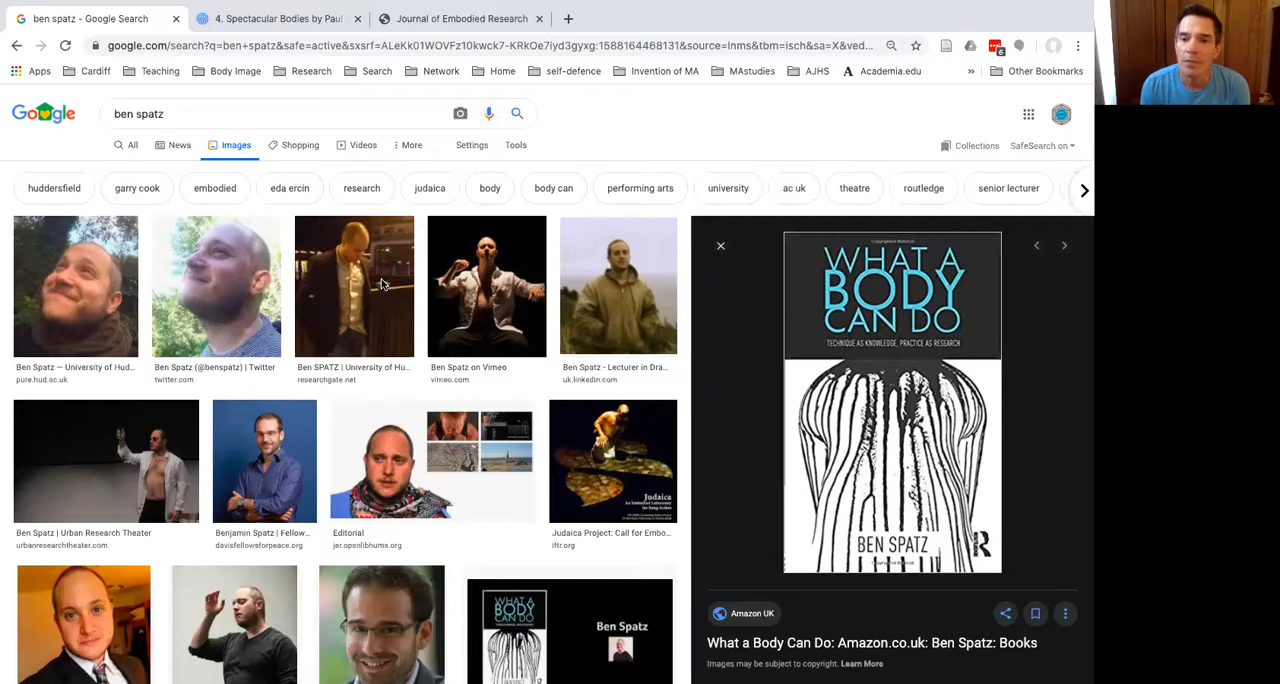 ben spatz - Google Search
4. Spectacular Bodies by Paul
Journal of Embodied Research
google.com/search?q=ben+spatz&safe=active&sxsrf=ALeKk01WOVFz10kwck7-KRkOe7iyd3gyxg:1588164468131&source=lnms&tbm=isch&sa=X&ved...
6
Apps Cardiff Teaching Body Image Research Search Network Home self-defence Invention of MA MAstudies AJHS Academia.edu » Other Bookmarks
Google
ben spatz
All News Images Shopping Videos More Settings Tools Collections SafeSearch on
huddersfield garry cook embodied eda ercin research judaica body body can performing arts university ac uk theatre routledge senior lecturer
Ben Spatz — University of Hud...
pure.hud.ac.uk
Ben Spatz (@benspatz) | Twitter
twitter.com
Ben SPATZ | University of Hu...
researchgate.net
Ben Spatz on Vimeo
vimeo.com
Ben Spatz - Lecturer in Dra...
uk.linkedin.com
Judaica
Ben Spatz | Urban Research Theater
urbanresearchtheater.com
Benjamin Spatz | Fellow...
davisfellowsforpeace.org
Editorial
jer.openlibhums.org
Judaica Project: Call for Embo...
iftr.org
WHAT A
BODY
CAN DO
BEN SPATZ
Ben Spatz
Copyrighted Material
WHAT A
BODY
CAN DO
TECHNIQUE AS KNOWLEDGE, PRACTICE AS RESEARCH
BEN SPATZ
R
Amazon UK
What a Body Can Do: Amazon.co.uk: Ben Spatz: Books
Images may be subject to copyright. Learn More